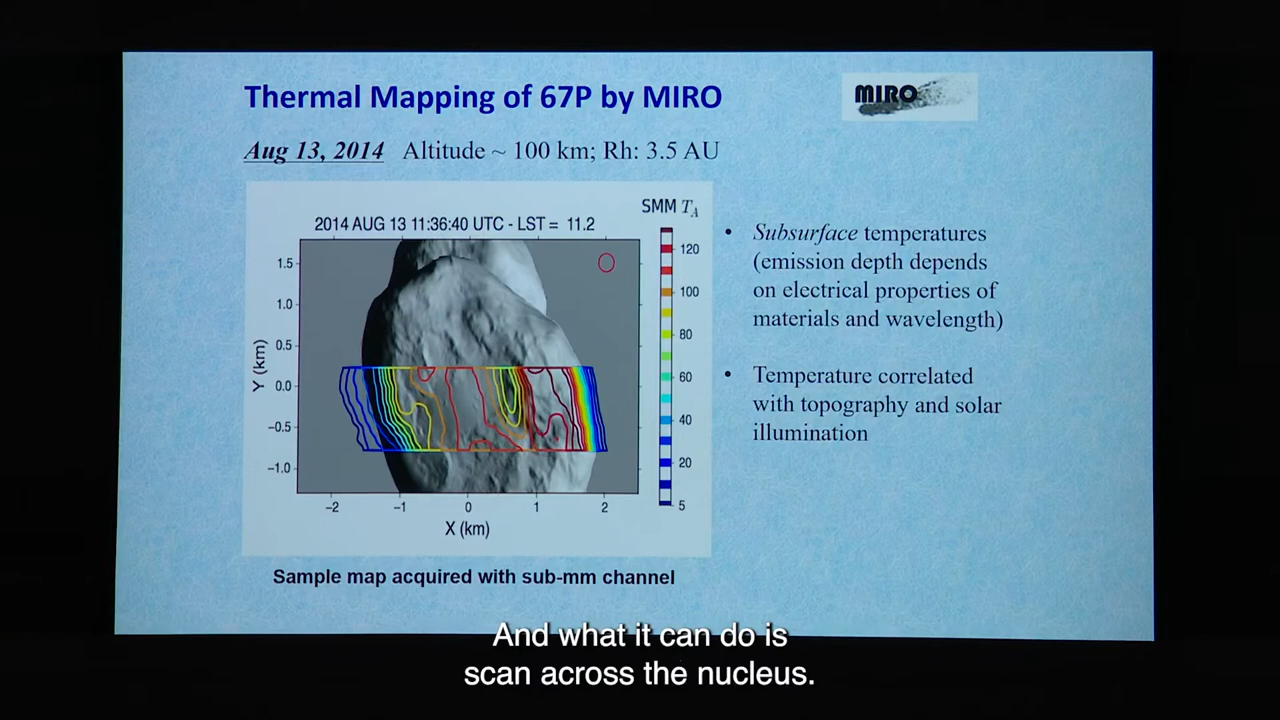 Thermal Mapping of 67P by MIRO
MIRO
Aug 13, 2014 Altitude ~ 100 km; Rh: 3.5 AU
SMM T_A
2014 AUG 13 11:36:40 UTC - LST = 11.2
1.5
1.0
0.5
0.0
−0.5
−1.0
Y (km)
−2 −1 0 1 2
X (km)
120
100
80
60
40
20
5
Sample map acquired with sub-mm channel
• Subsurface temperatures
(emission depth depends
on electrical properties of
materials and wavelength)
• Temperature correlated
with topography and solar
illumination
And what it can do is
scan across the nucleus.